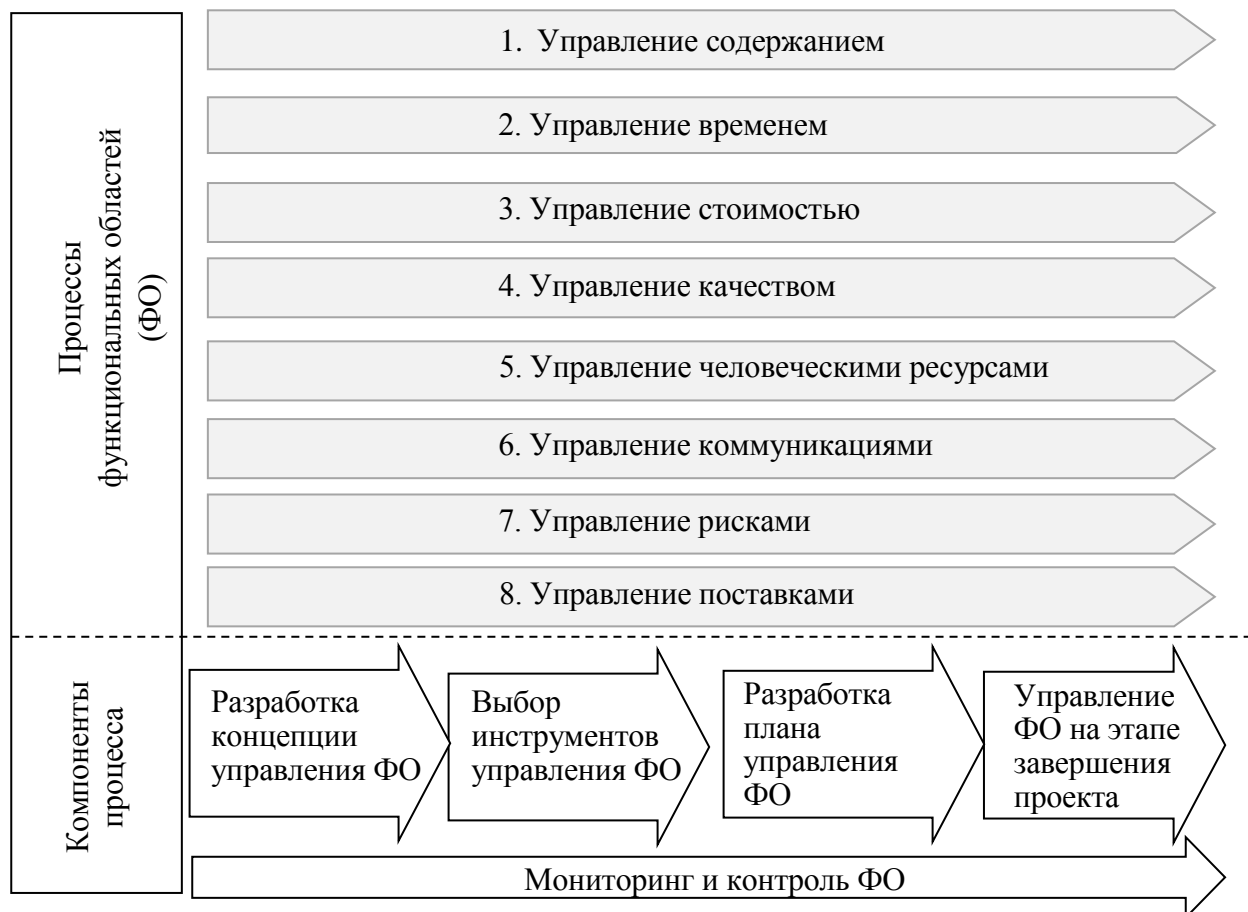 Процессы
функциональных областей
(ФО)
1. Управление содержанием
2. Управление временем
3. Управление стоимостью
4. Управление качеством
5. Управление человеческими ресурсами
6. Управление коммуникациями
7. Управление рисками
8. Управление поставками
Компоненты
процесса
Разработка
концепции
управления ФО
Выбор
инструментов
управления ФО
Разработка
плана
управления
ФО
Управление
ФО на этапе
завершения
проекта
Мониторинг и контроль ФО